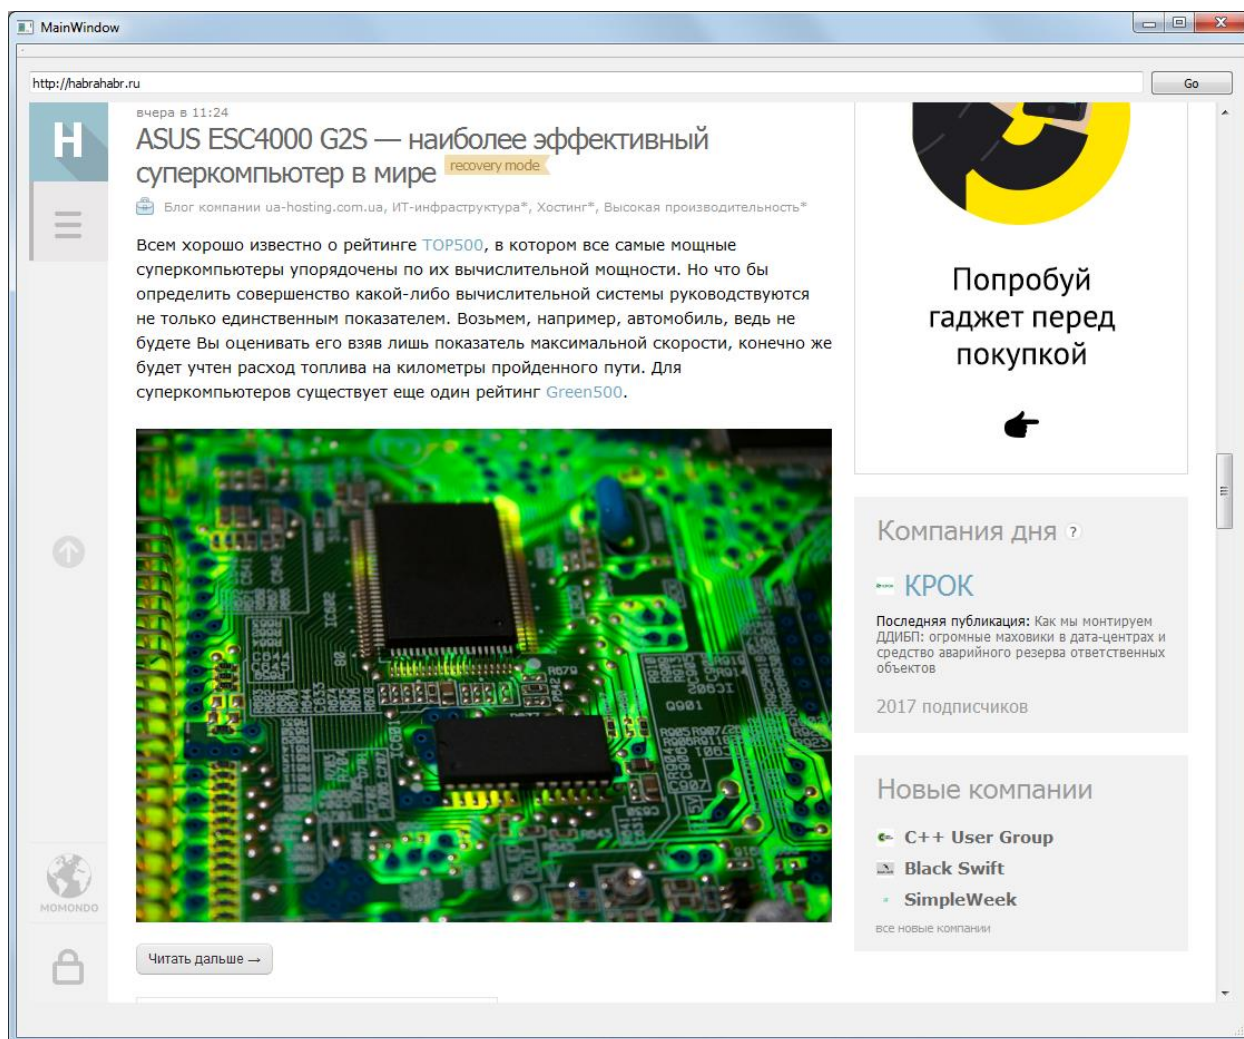 MainWindow
http://habrahabr.ru
Go
H
вчера в 11:24
ASUS ESC4000 G2S — наиболее эффективный
суперкомпьютер в мире recovery mode
Блог компании ua-hosting.com.ua, ИТ-инфраструктура*, Хостинг*, Высокая производительность*
Всем хорошо известно о рейтинге TOP500, в котором все самые мощные
суперкомпьютеры упорядочены по их вычислительной мощности. Но что бы
определить совершенство какой-либо вычислительной системы руководствуются
не только единственным показателем. Возьмем, например, автомобиль, ведь не
будете Вы оценивать его взяв лишь показатель максимальной скорости, конечно же
будет учтен расход топлива на километры пройденного пути. Для
суперкомпьютеров существует еще один рейтинг Green500.
IC602
R679
IC902
Q901
IC601
MOMONDO
Читать дальше →
Попробуй
гаджет перед
покупкой
Компания дня ?
КРОК
Последняя публикация: Как мы монтируем
ДДИБП: огромные маховики в дата-центрах и
средство аварийного резерва ответственных
объектов
2017 подписчиков
Новые компании
C++ User Group
Black Swift
SimpleWeek
все новые компании